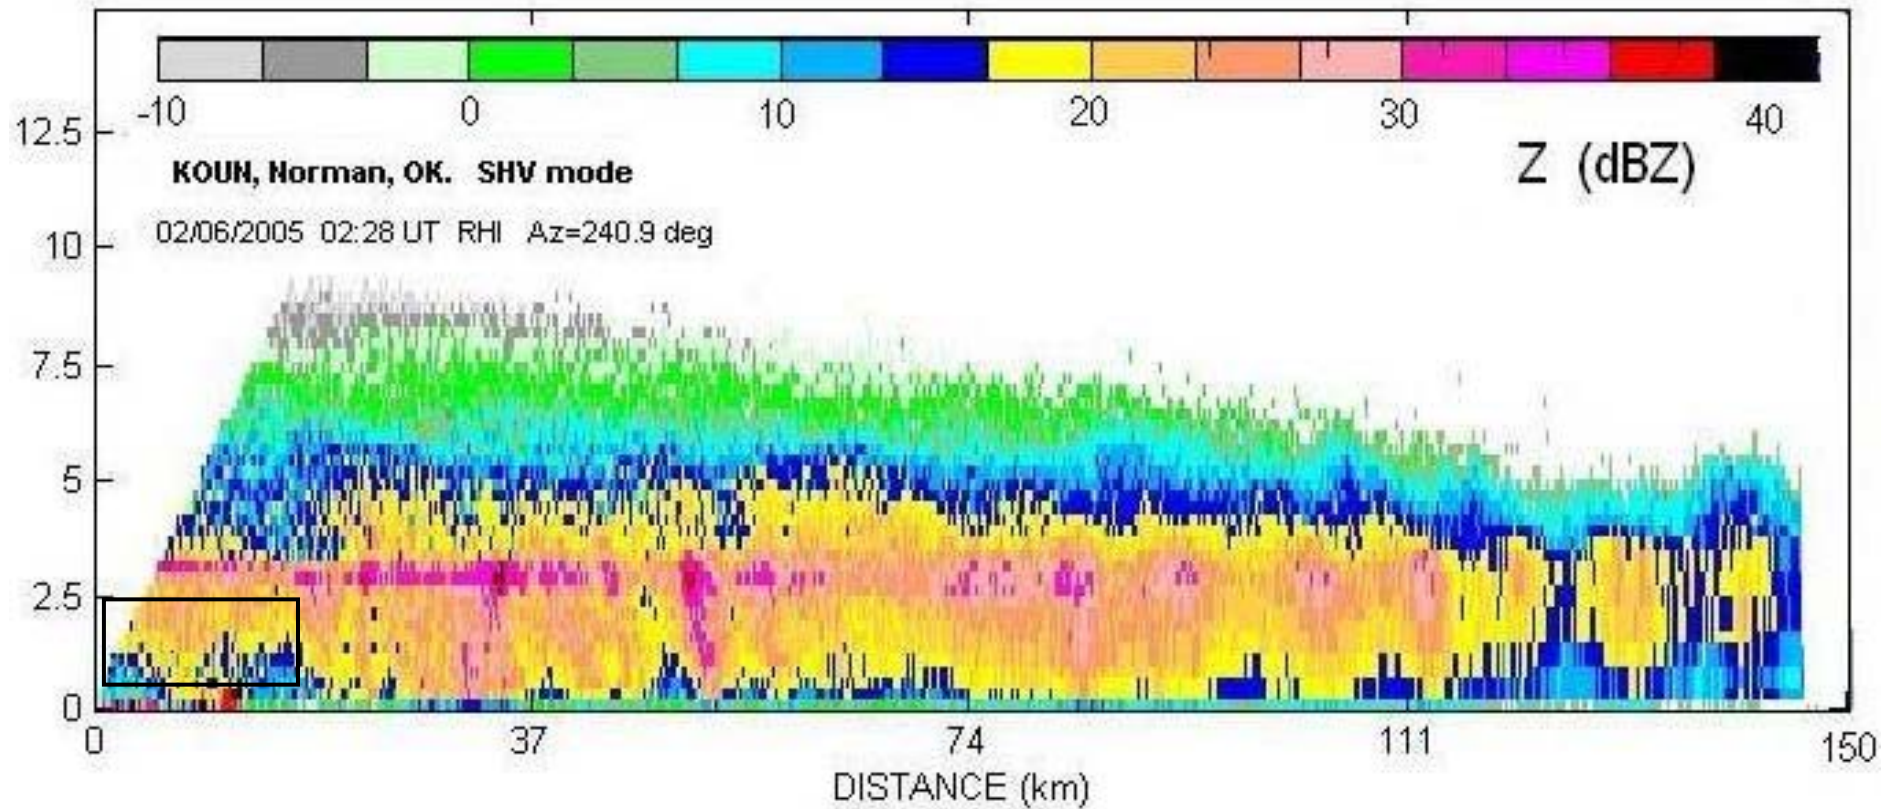 -10 0 10 20 30 40
12.5
Z (dBZ)
KOUN, Norman, OK. SHV mode
02/06/2005 02:28 UT RHI Az=240.9 deg
10
7.5
5
2.5
0
0 37 74 111 150
DISTANCE (km)